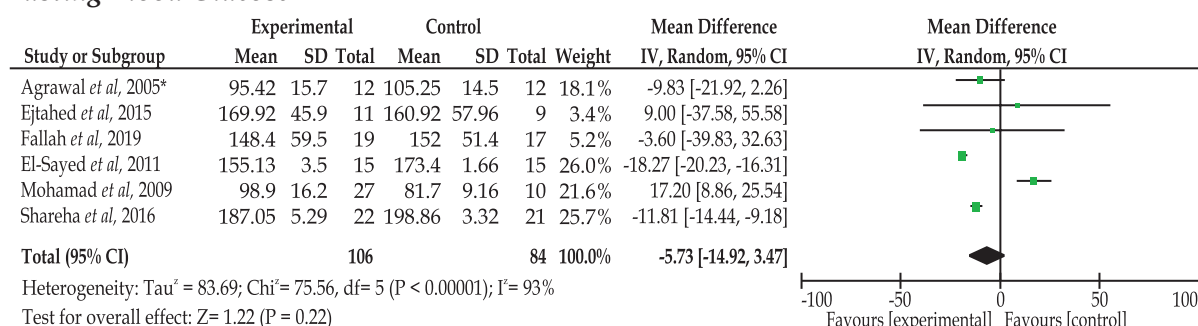 Experimental Control Mean Difference Mean Difference
Study or Subgroup Mean SD Total Mean SD Total Weight IV, Random, 95% CI IV, Random, 95% CI
Agrawal et al, 2005* 95.42 15.7 12 105.25 14.5 12 18.1% -9.83 [-21.92, 2.26]
Ejtahed et al, 2015 169.92 45.9 11 160.92 57.96 9 3.4% 9.00 [-37.58, 55.58]
Fallah et al, 2019 148.4 59.5 19 152 51.4 17 5.2% -3.60 [-39.83, 32.63]
El-Sayed et al, 2011 155.13 3.5 15 173.4 1.66 15 26.0% -18.27 [-20.23, -16.31]
Mohamad et al, 2009 98.9 16.2 27 81.7 9.16 10 21.6% 17.20 [8.86, 25.54]
Shareha et al, 2016 187.05 5.29 22 198.86 3.32 21 25.7% -11.81 [-14.44, -9.18]
Total (95% CI) 106 84 100.0% -5.73 [-14.92, 3.47]
Heterogeneity: Tau² = 83.69; Chi²= 75.56, df= 5 (P < 0.00001); I²= 93%
Test for overall effect: Z= 1.22 (P = 0.22)
-100 -50 0 50 100
Favours [experimental] Favours [control]